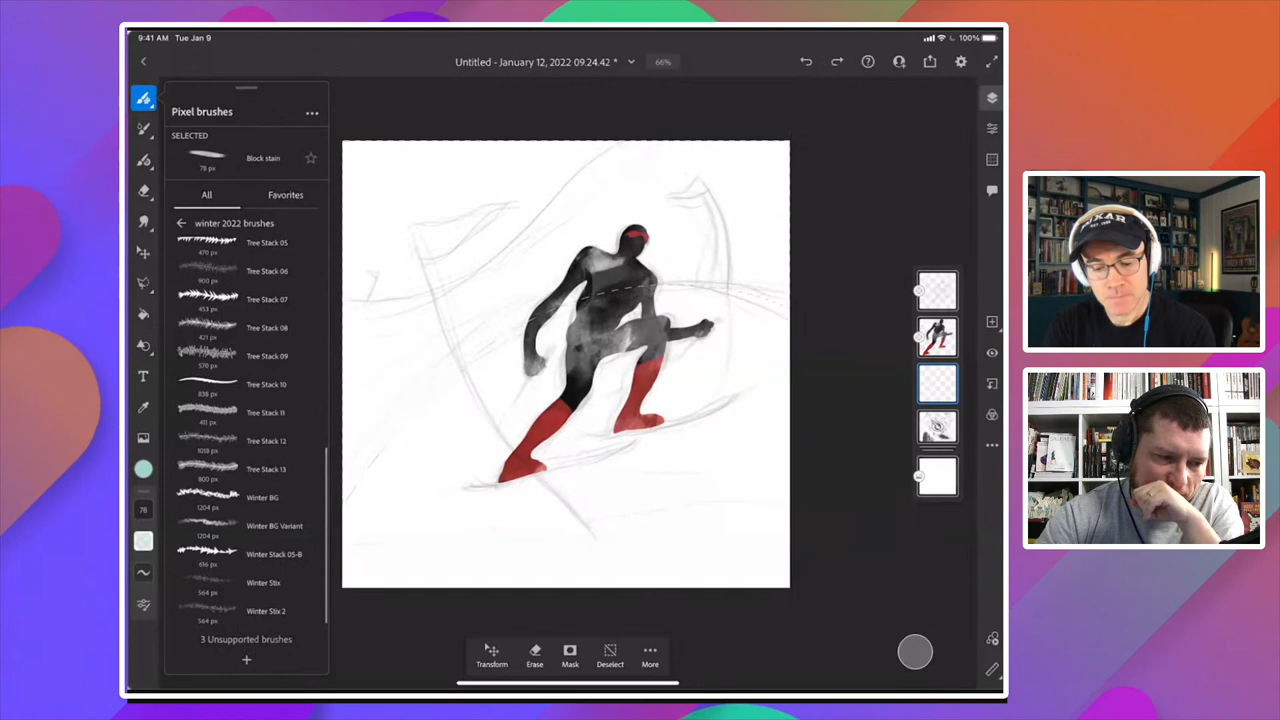 9:41 AM Tue Jan 9
100%
Untitled - January 12, 2022 09.24.42 *
66%
Pixel brushes
SELECTED
Block stain
78 px
All
Favorites
winter 2022 brushes
Tree Stack 05
470 px
Tree Stack 06
900 px
Tree Stack 07
453 px
Tree Stack 08
421 px
Tree Stack 09
570 px
Tree Stack 10
838 px
Tree Stack 11
411 px
Tree Stack 12
1018 px
Tree Stack 13
800 px
Winter BG
1204 px
Winter BG Variant
1204 px
Winter Stack 05-B
616 px
Winter Stix
564 px
Winter Stix 2
564 px
3 Unsupported brushes
78
Transform
Erase
Mask
Deselect
More
PIXAR